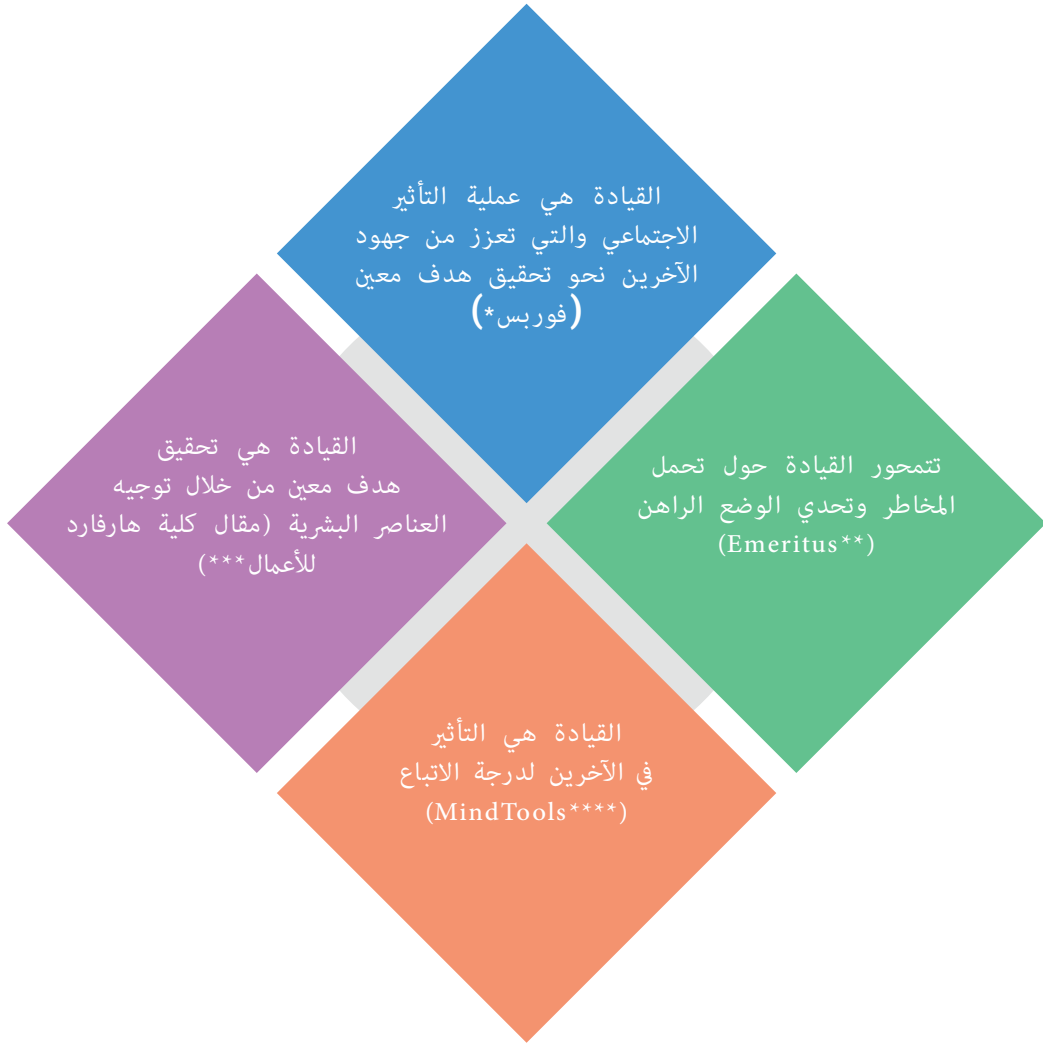 القيادة هي عملية التأثير
الاجتماعي والتي تعزز من جهود
الآخرين نحو تحقيق هدف معين
(فوربس*)
تتمحور القيادة حول تحمل
المخاطر وتحدي الوضع الراهن
(Emeritus**)
القيادة هي تحقيق
هدف معين من خلال توجيه
العناصر البشرية (مقال كلية هارفارد
للأعمال***)
القيادة هي التأثير
في الآخرين لدرجة الاتباع
(MindTools****)